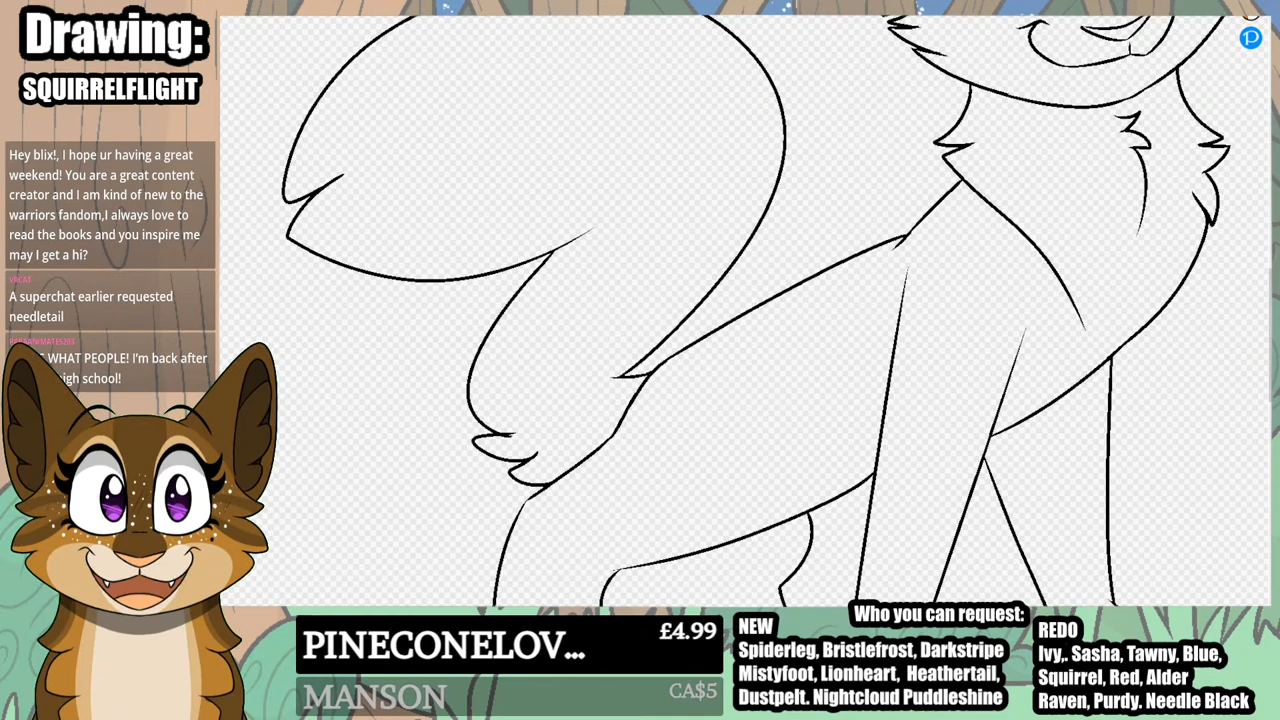 Drawing:
SQUIRRELFLIGHT
Hey blix!, I hope ur having a great
weekend! You are a great content
creator and I am kind of new to the
warriors fandom,I always love to
read the books and you inspire me
may I get a hi?
A superchat earlier requested
needletail
WHAT PEOPLE! I'm back after
igh school!
PINECONELOV... £4.99
MANSON CA$5
Who you can request:
NEW
Spiderleg, Bristlefrost, Darkstripe
Mistyfoot, Lionheart, Heathertail,
Dustpelt. Nightcloud Puddleshine
REDO
Ivy,. Sasha, Tawny, Blue,
Squirrel, Red, Alder
Raven, Purdy. Needle Black